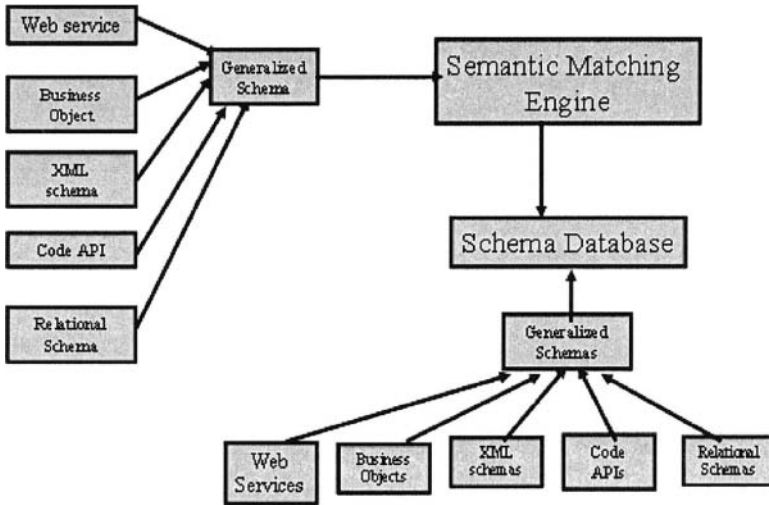 Web service
Business
Object
XML
schema
Code API
Relational
Schema
Generalized
Schema
Semantic Matching
Engine
Schema Database
Generalized
Schemas
Web
Services
Business
Objects
XML
schemas
Code
APIs
Relational
Schemas